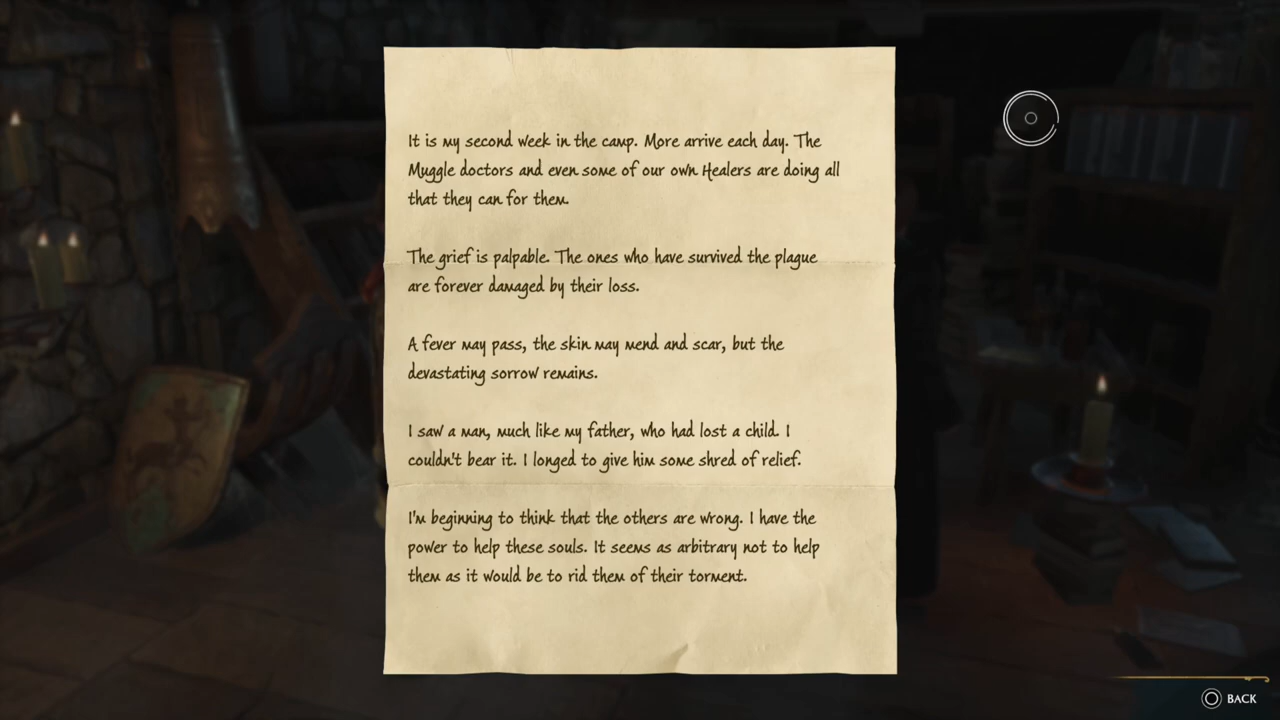 It is my second week in the camp. More arrive each day. The
Muggle doctors and even some of our own Healers are doing all
that they can for them.
The grief is palpable. The ones who have survived the plague
are forever damaged by their loss.
A fever may pass, the skin may mend and scar, but the
devastating sorrow remains.
I saw a man, much like my father, who had lost a child. I
couldn't bear it. I longed to give him some shred of relief.
I'm beginning to think that the others are wrong. I have the
power to help these souls. It seems as arbitrary not to help
them as it would be to rid them of their torment.
BACK